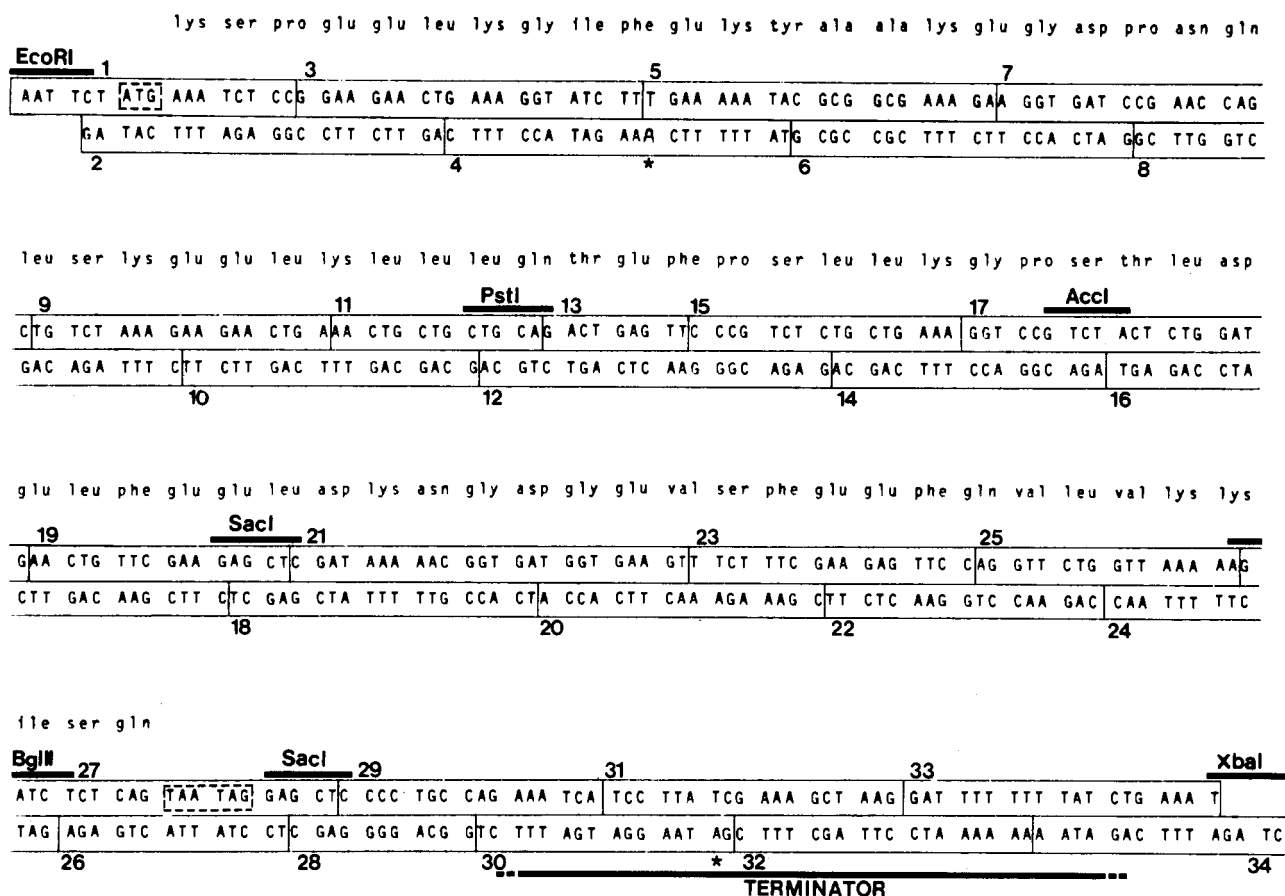 lys ser pro glu glu leu lys gly ile phe glu lys tyr ala ala lys glu gly asp pro asn gln
EcoRI 1 3 5 7
AAT TCT ATG AAA TCT CCG GAA GAA CTG AAA GGT ATC TTT GAA AAA TAC GCG GCG AAA GAA GGT GAT CCG AAC CAG
GA TAC TTT AGA GGC CTT CTT GAC TTT CCA TAG AAA CTT TTT ATG CGC CGC TTT CTT CCA CTA GGC TTG GTC
2 4 * 6 8
leu ser lys glu glu leu lys leu leu leu gln thr glu phe pro ser leu leu lys gly pro ser thr leu asp
9 11 PstI 13 15 17 AccI
CTG TCT AAA GAA GAA CTG AAA CTG CTG CTG CAG ACT GAG TTC CCG TCT CTG CTG AAA GGT CCG TCT ACT CTG GAT
GAC AGA TTT CTT CTT GAC TTT GAC GAC GAC GTC TGA CTC AAG GGC AGA GAC GAC TTT CCA GGC AGA TGA GAC CTA
10 12 14 16
glu leu phe glu glu leu asp lys asn gly asp gly glu val ser phe glu glu phe gln val leu val lys lys
19 SacI 21 23 25
GAA CTG TTC GAA GAG CTC GAT AAA AAC GGT GAT GGT GAA GTT TCT TTC GAA GAG TTC CAG GTT CTG GTT AAA AAG
CTT GAC AAG CTT CTC GAG CTA TTT TTG CCA CTA CCA CTT CAA AGA AAG CTT CTC AAG GTC CAA GAC CAA TTT TTC
18 20 22 24
ile ser gln
BglII 27 SacI 29 31 33 XbaI
ATC TCT CAG TAA TAG GAG CTC CCC TGC CAG AAA TCA TCC TTA TCG AAA GCT AAG GAT TTT TTT TAT CTG AAA T
TAG AGA GTC ATT ATC CTC GAG GGG ACG GTC TTT AGT AGG AAT AGC TTT CGA TTC CTA AAA AAA ATA GAC TTT AGA TC
26 28 30 * 32 34
TERMINATOR